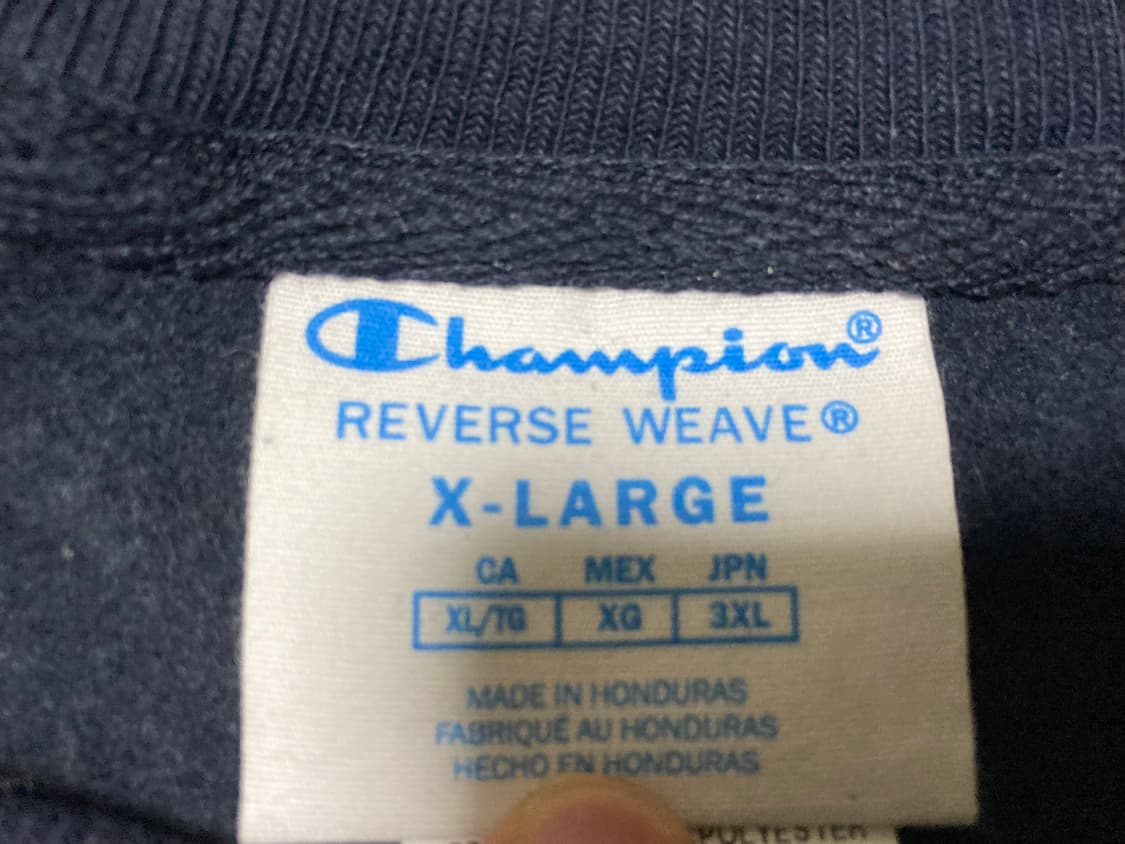 Champion®
REVERSE WEAVE®
X-LARGE
CA MEX JPN
XL/TG XG 3XL
MADE IN HONDURAS
FABRIQUÉ AU HONDURAS
HECHO EN HONDURAS
POLYESTER